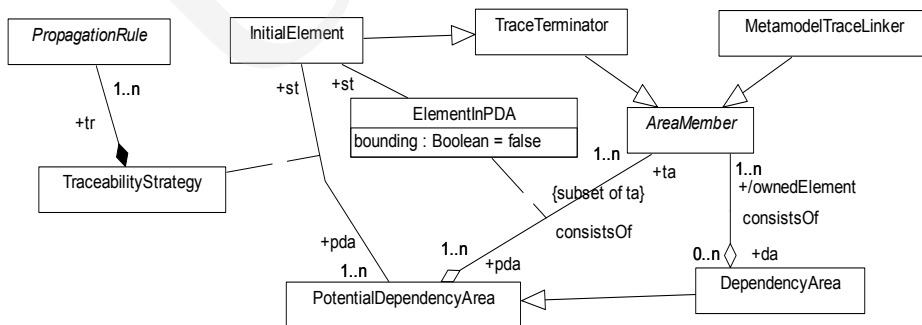 PropagationRule
InitialElement
TraceTerminator
MetamodelTraceLinker
1..n
+tr
+st
+st
ElementInPDA
bounding : Boolean = false
AreaMember
TraceabilityStrategy
1..n
+ta
{subset of ta}
consistsOf
1..n
+/ownedElement
consistsOf
+pda
1..n
1..n
+pda
0..n
+da
PotentialDependencyArea
DependencyArea